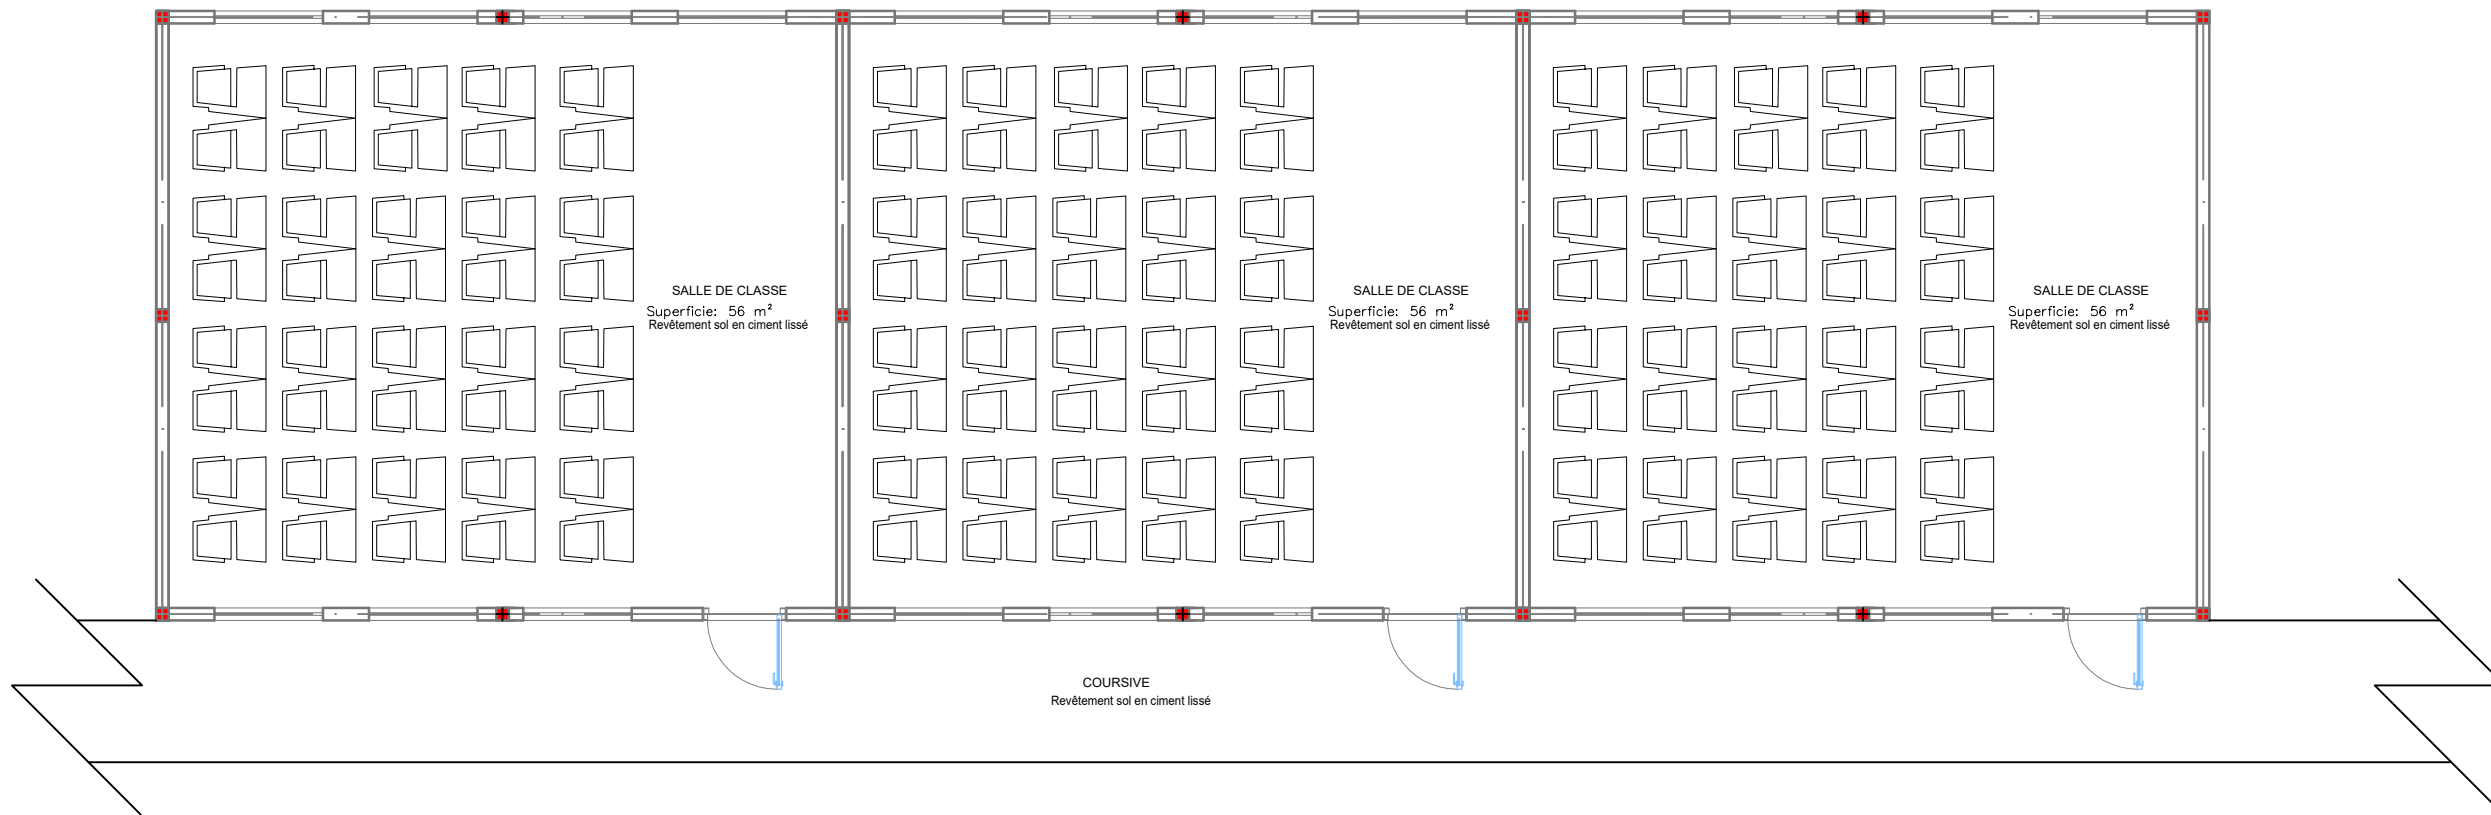 SALLE DE CLASSE
Superficie: 56 m²
Revêtement sol en ciment lissé
SALLE DE CLASSE
Superficie: 56 m²
Revêtement sol en ciment lissé
SALLE DE CLASSE
Superficie: 56 m²
Revêtement sol en ciment lissé
COURSIVE
Revêtement sol en ciment lissé